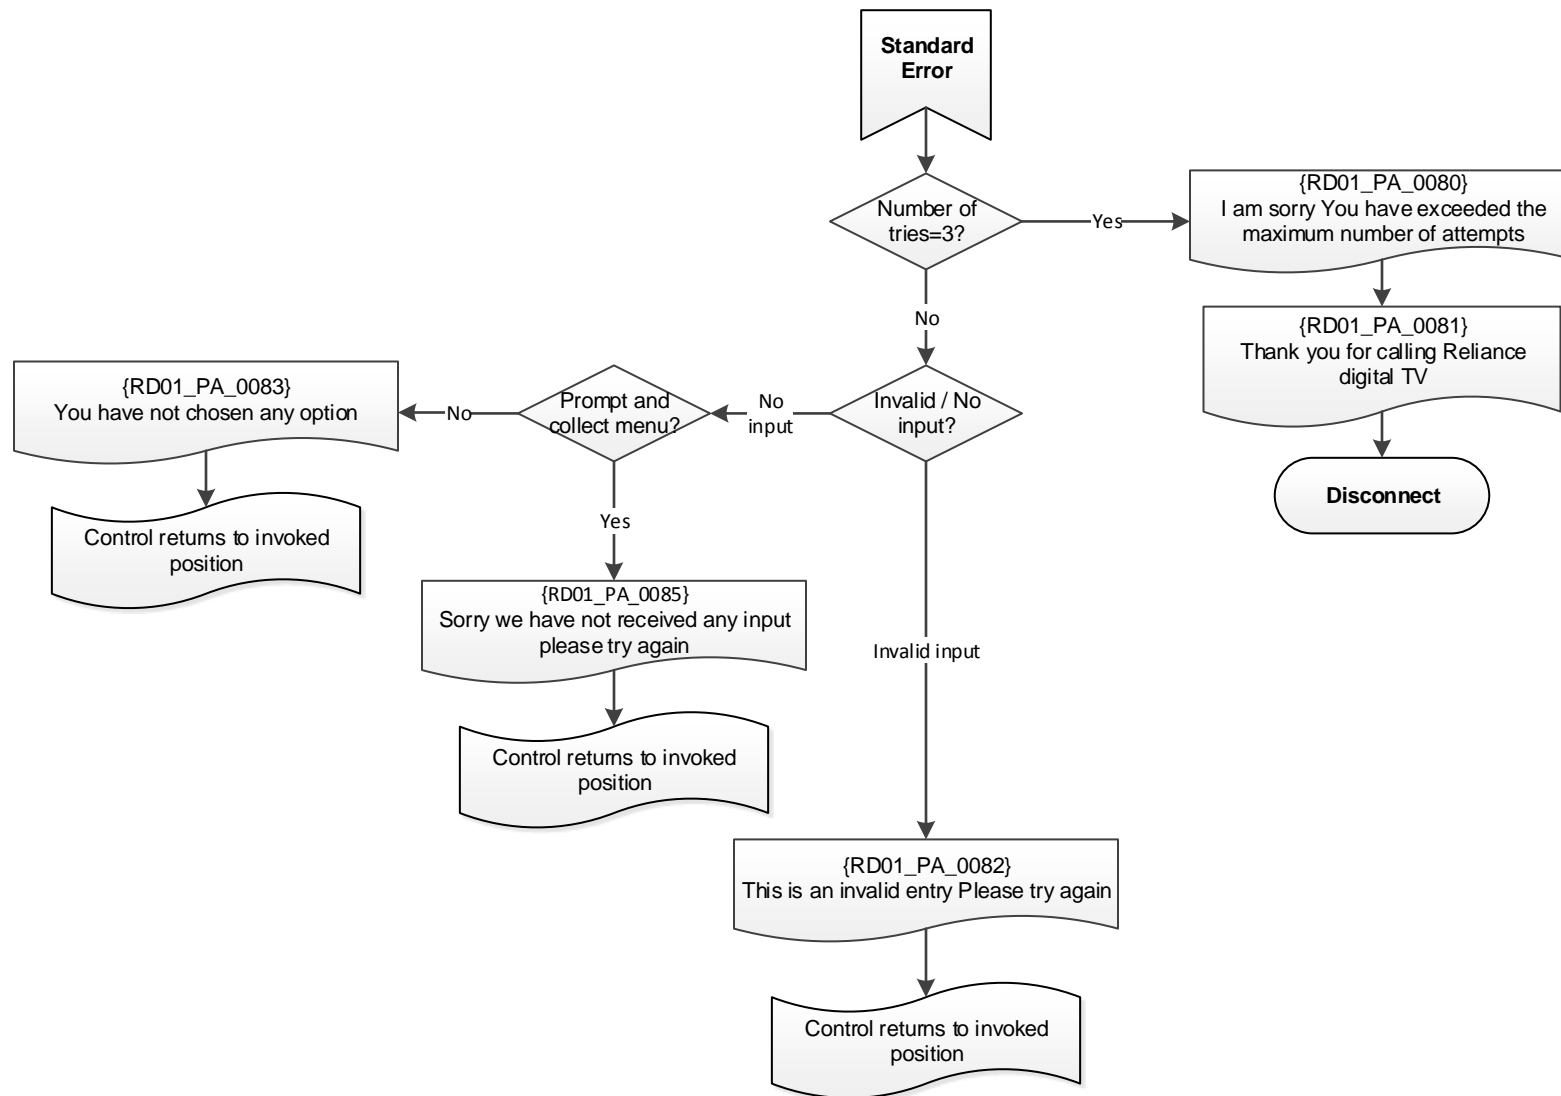 Standard
Error
Number of
tries=3?
Yes
{RD01_PA_0080}
I am sorry You have exceeded the
maximum number of attempts
{RD01_PA_0081}
Thank you for calling Reliance
digital TV
Disconnect
No
Invalid / No
input?
No
input
Prompt and
collect menu?
No
{RD01_PA_0083}
You have not chosen any option
Control returns to invoked
position
Yes
{RD01_PA_0085}
Sorry we have not received any input
please try again
Control returns to invoked
position
Invalid input
{RD01_PA_0082}
This is an invalid entry Please try again
Control returns to invoked
position